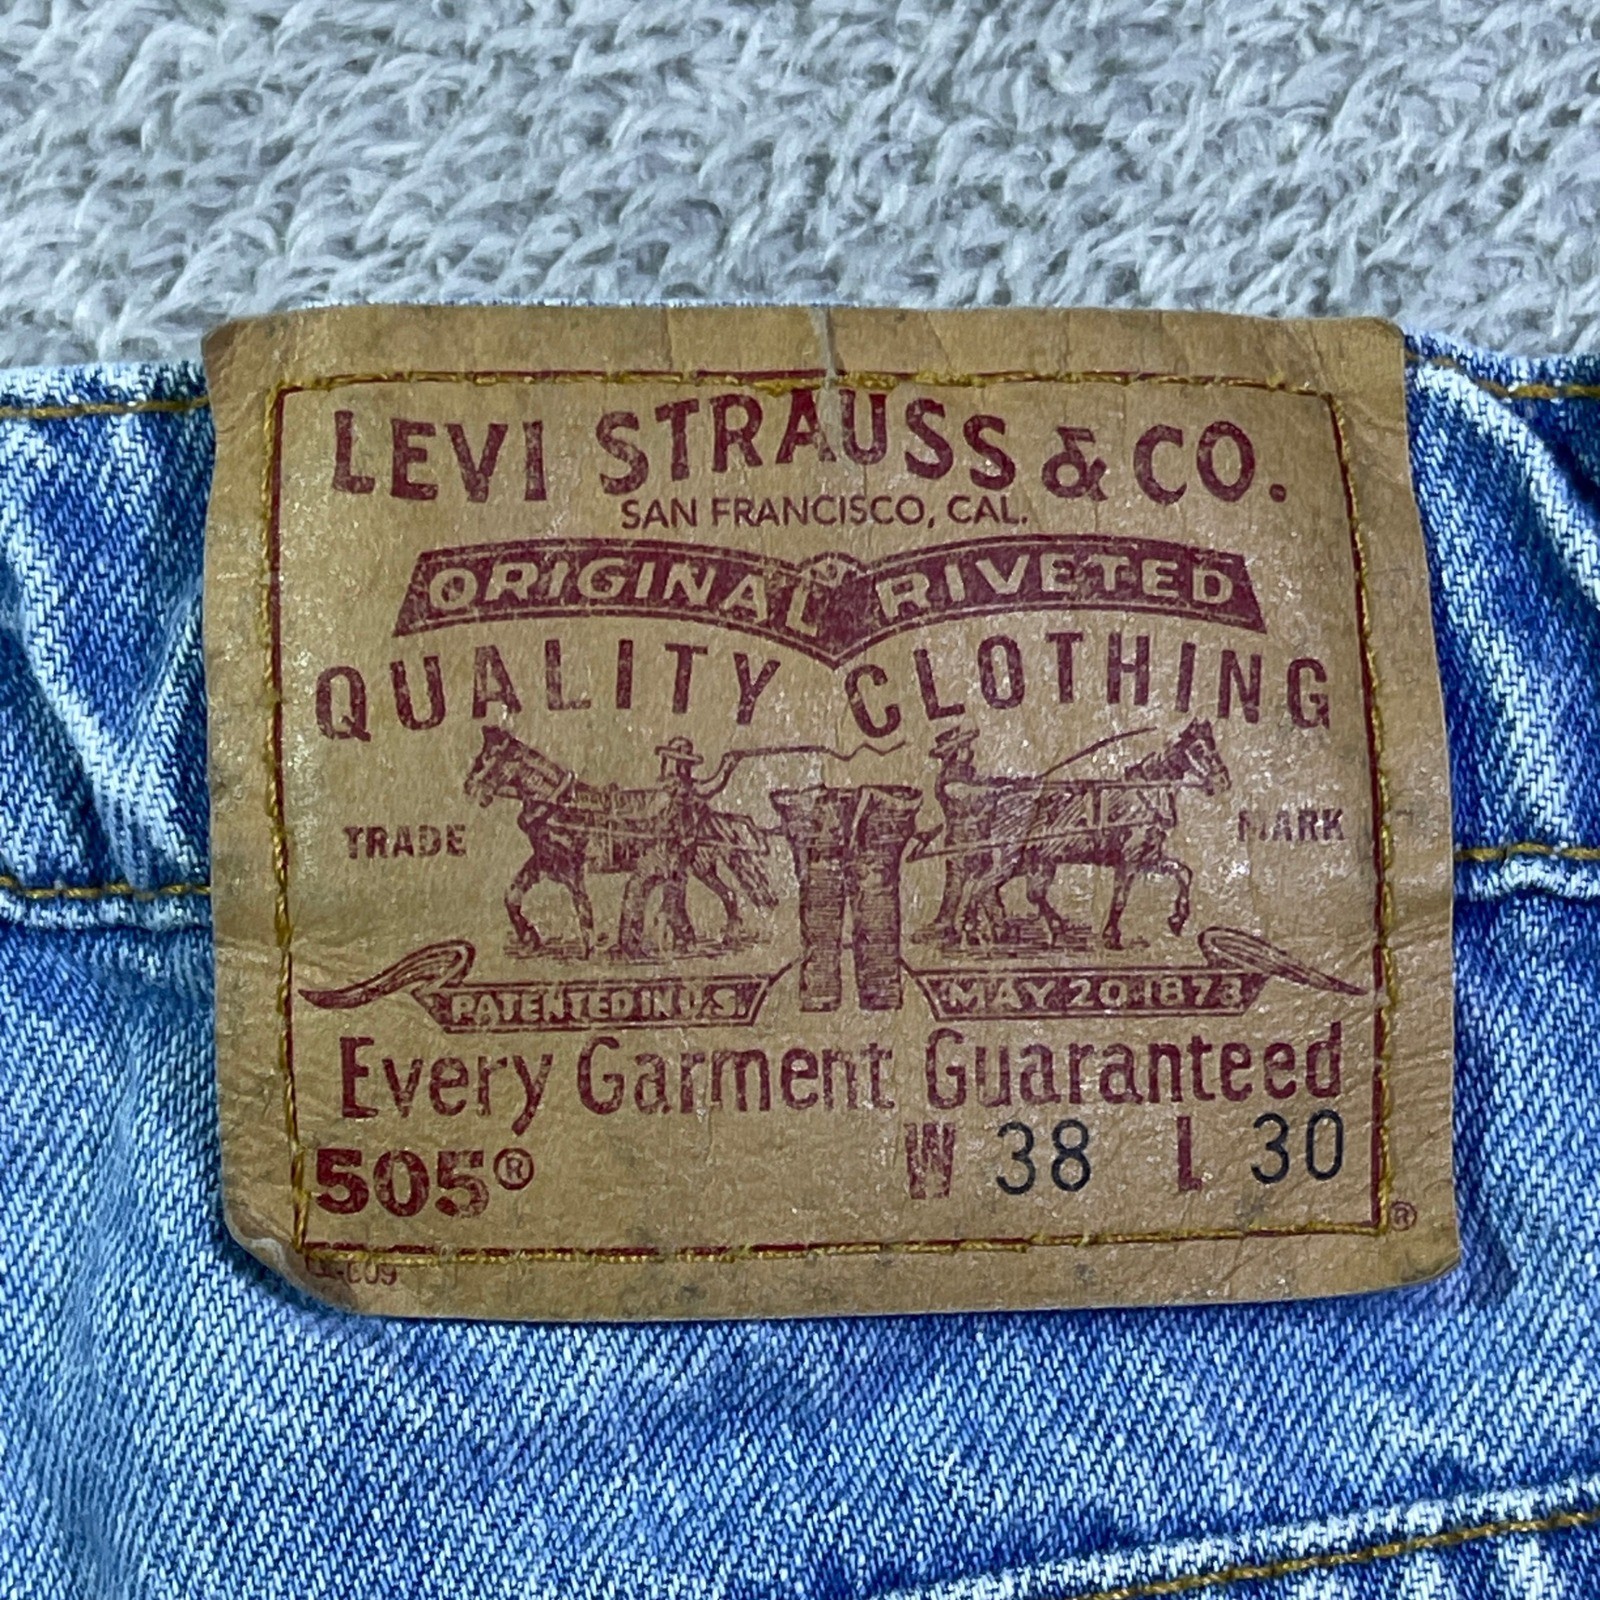 LEVI STRAUSS & CO.
SAN FRANCISCO, CAL.
ORIGINAL RIVETED
QUALITY CLOTHING
TRADE MARK
PATENTED IN U.S. MAY 20 1873
Every Garment Guaranteed
505® W 38 L 30
®